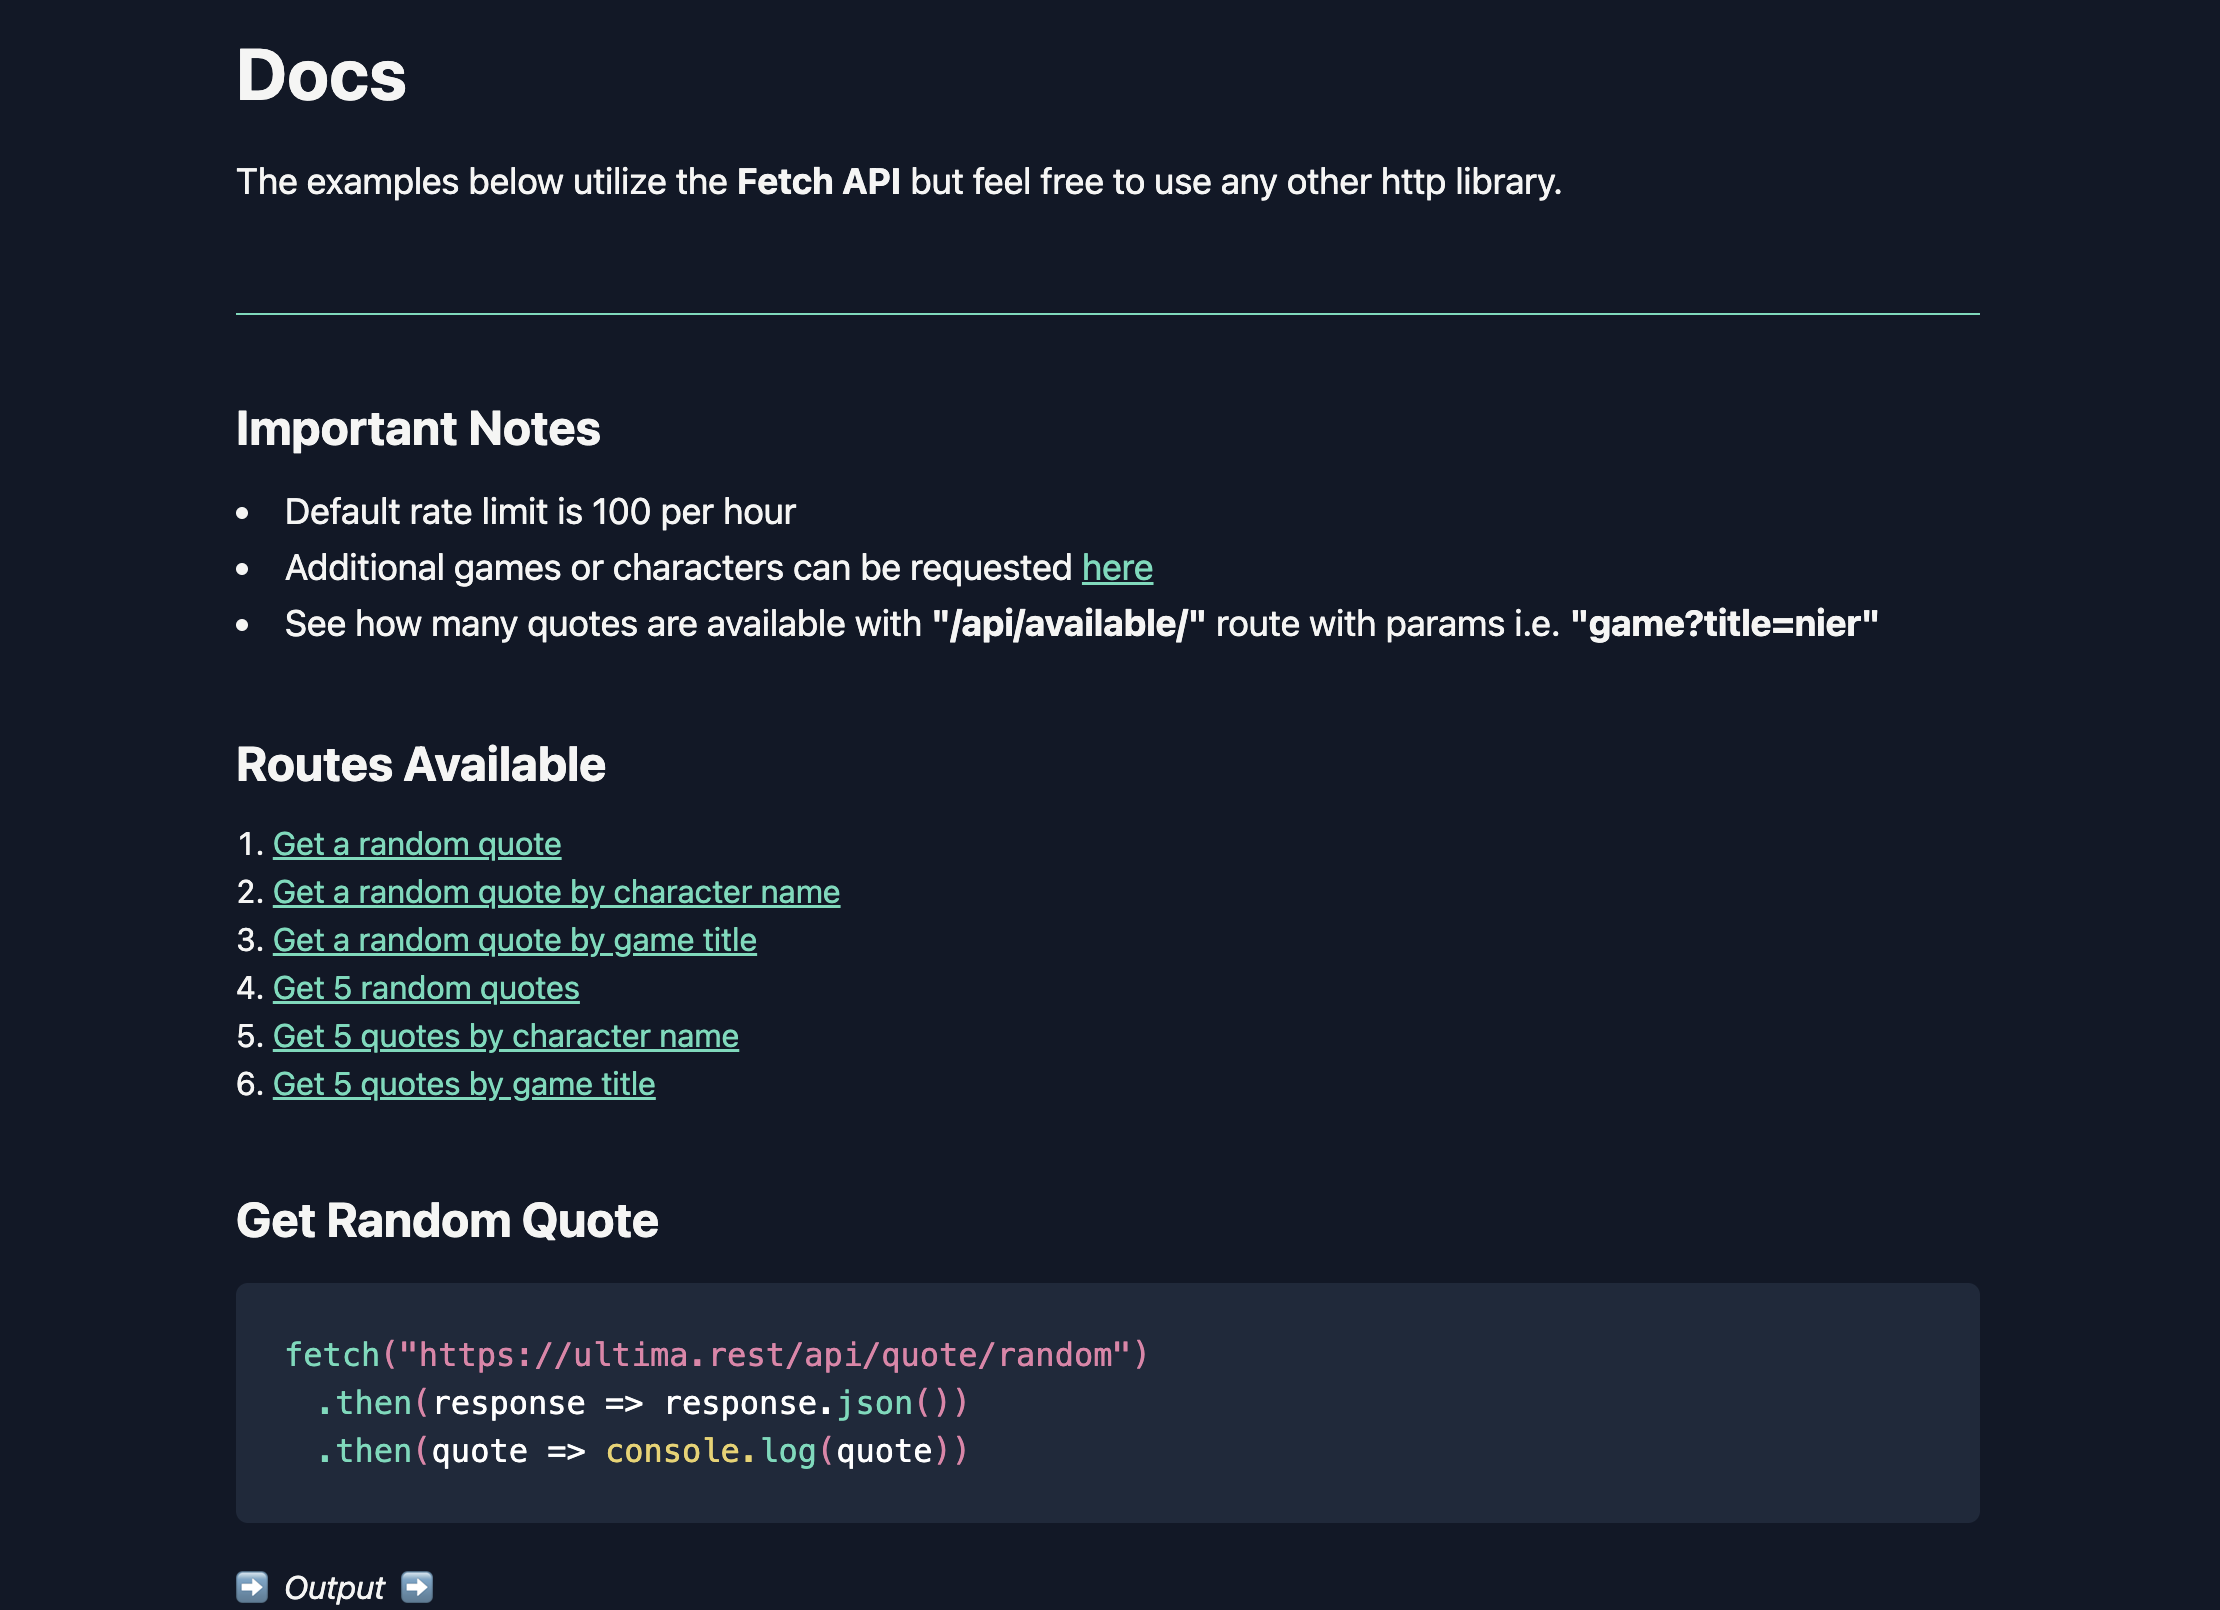 Docs
The examples below utilize the Fetch API but feel free to use any other http library.
Important Notes
• Default rate limit is 100 per hour
• Additional games or characters can be requested here
• See how many quotes are available with "/api/available/" route with params i.e. "game?title=nier"
Routes Available
1. Get a random quote
2. Get a random quote by character name
3. Get a random quote by game title
4. Get 5 random quotes
5. Get 5 quotes by character name
6. Get 5 quotes by game title
Get Random Quote
fetch("https://ultima.rest/api/quote/random")
  .then(response => response.json())
  .then(quote => console.log(quote))
➡️ Output ➡️